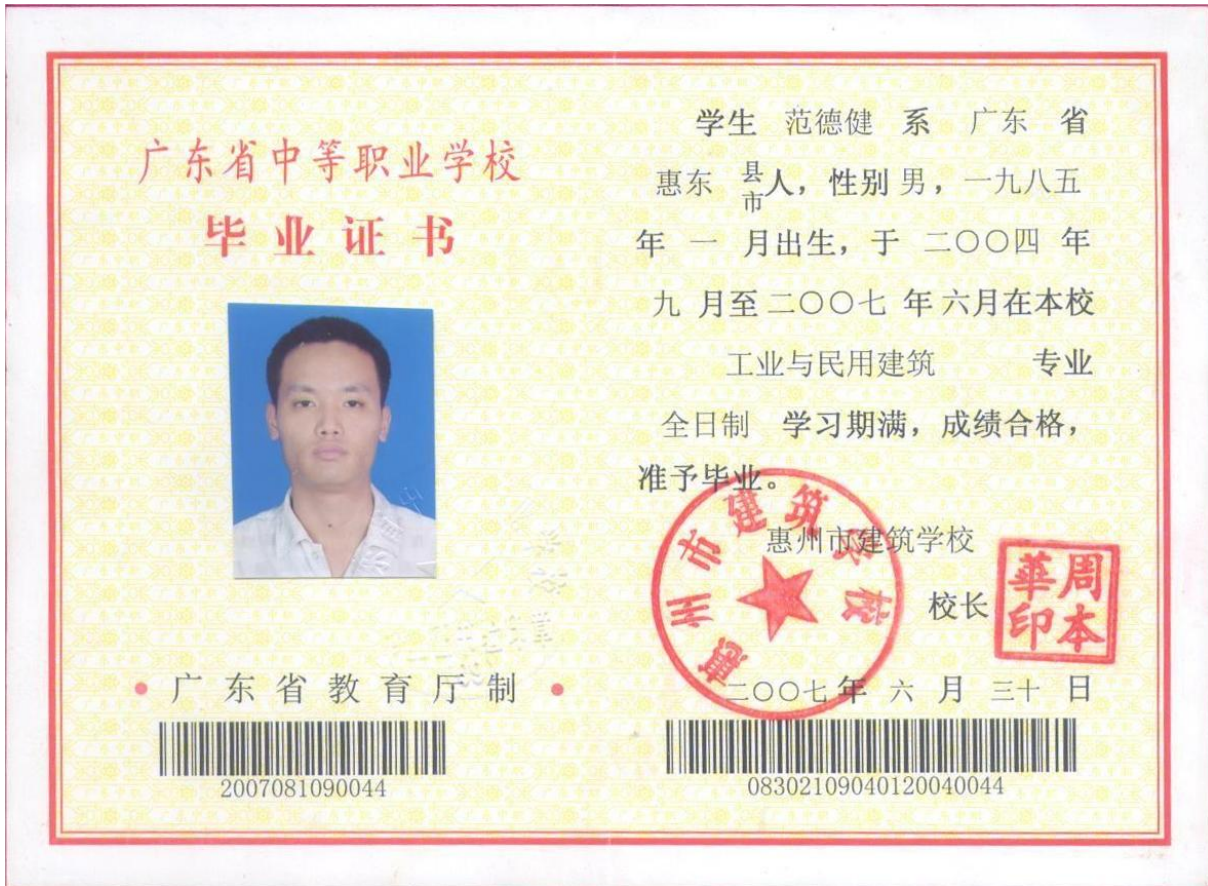 广东省中等职业学校
毕业证书
广东省教育厅制
2007081090044
学生 范德健 系 广东 省
惠东 县市人，性别 男，一九八五
年 一 月出生，于 二〇〇四 年
九 月至 二〇〇七 年 六月在本校
工业与民用建筑 专业
全日制 学习期满，成绩合格，
准予毕业。
惠州市建筑学校
惠州市建筑学校
校长
周本華印
二〇〇七年 六 月 三十 日
08302109040120040044